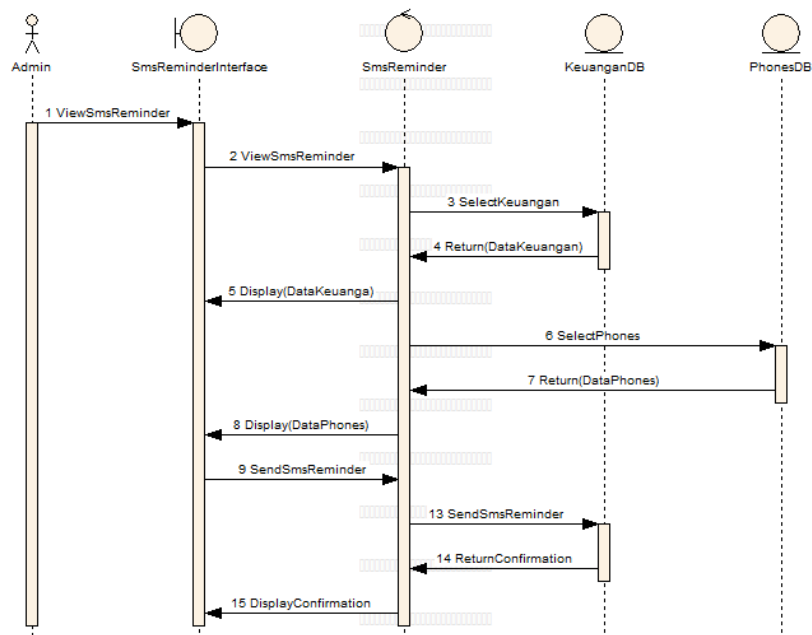 Admin
SmsReminderInterface
SmsReminder
KeuanganDB
PhonesDB
1 ViewSmsReminder
2 ViewSmsReminder
3 SelectKeuangan
4 Return(DataKeuangan)
5 Display(DataKeuanga)
6 SelectPhones
7 Return(DataPhones)
8 Display(DataPhones)
9 SendSmsReminder
13 SendSmsReminder
14 ReturnConfirmation
15 DisplayConfirmation